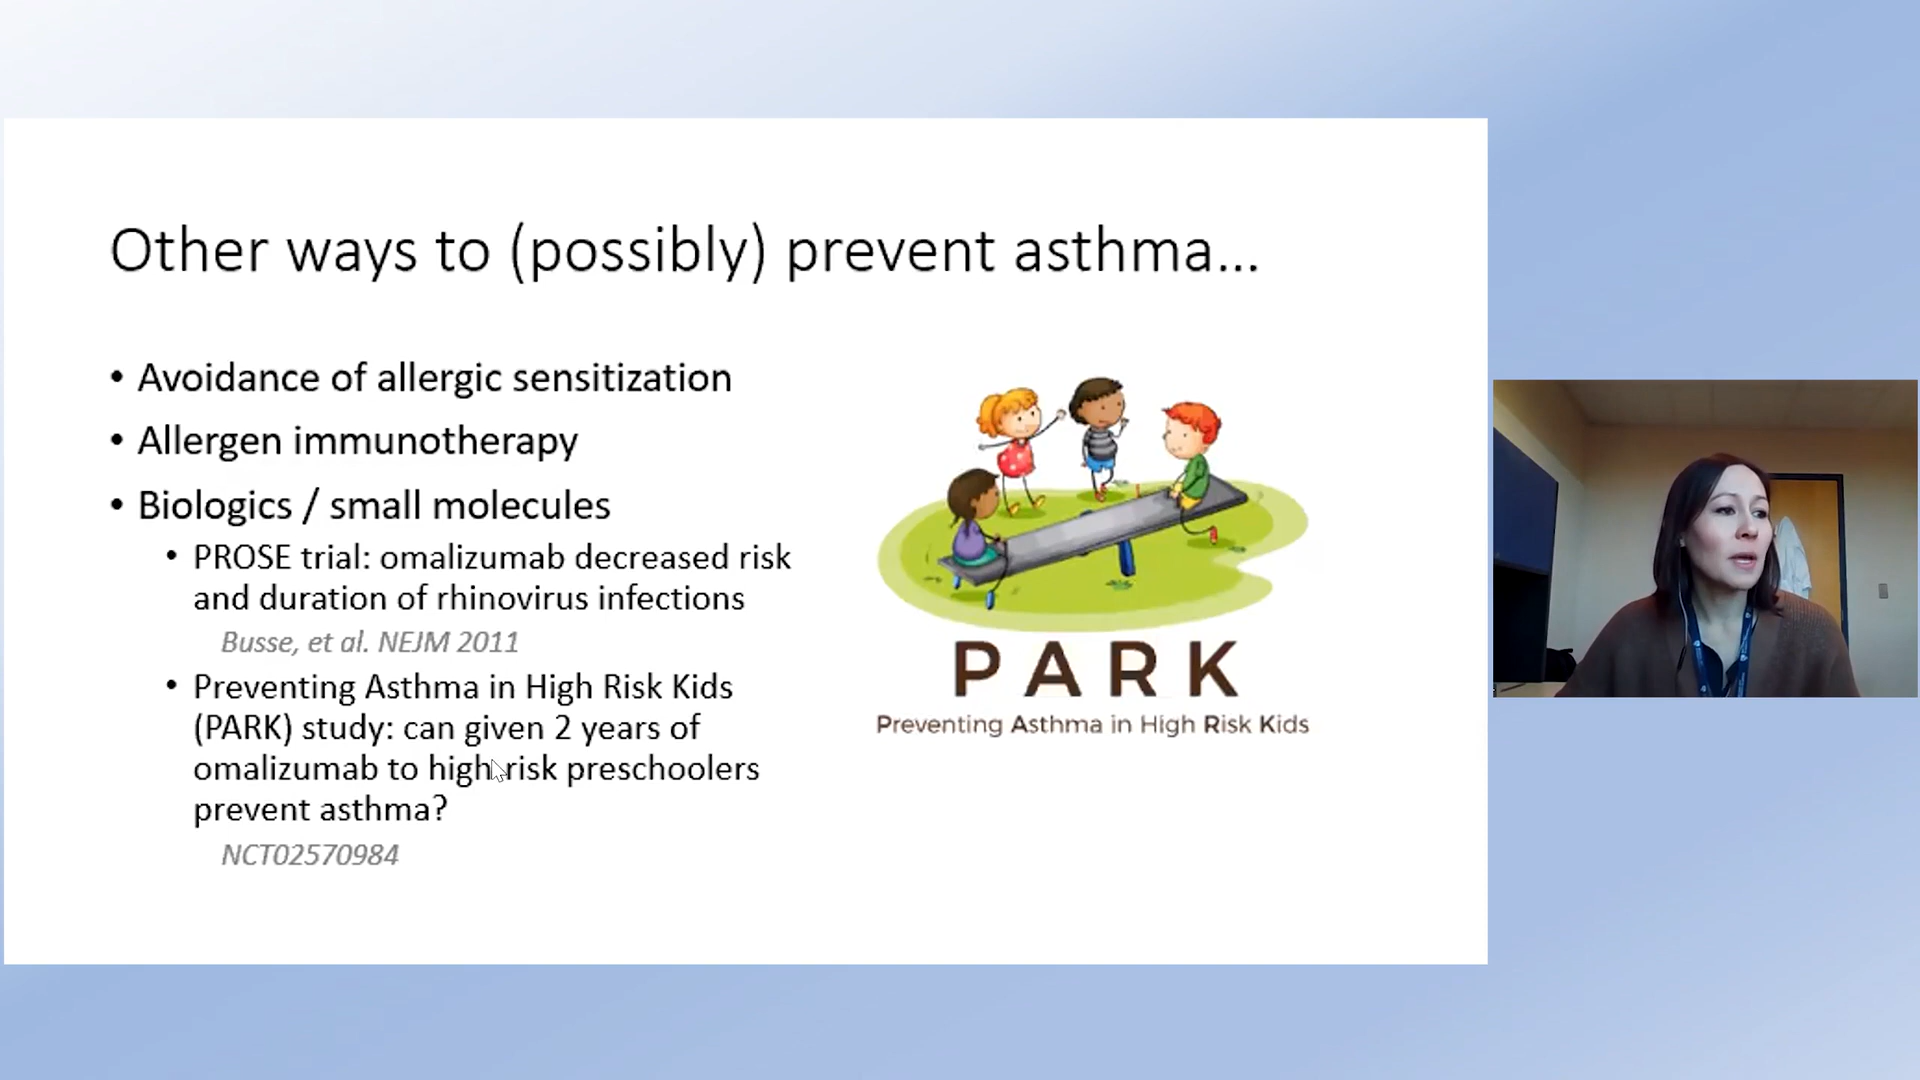 Other ways to (possibly) prevent asthma...
• Avoidance of allergic sensitization
• Allergen immunotherapy
• Biologics / small molecules
• PROSE trial: omalizumab decreased risk
and duration of rhinovirus infections
Busse, et al. NEJM 2011
• Preventing Asthma in High Risk Kids
(PARK) study: can given 2 years of
omalizumab to high risk preschoolers
prevent asthma?
NCT02570984
PARK
Preventing Asthma in High Risk Kids